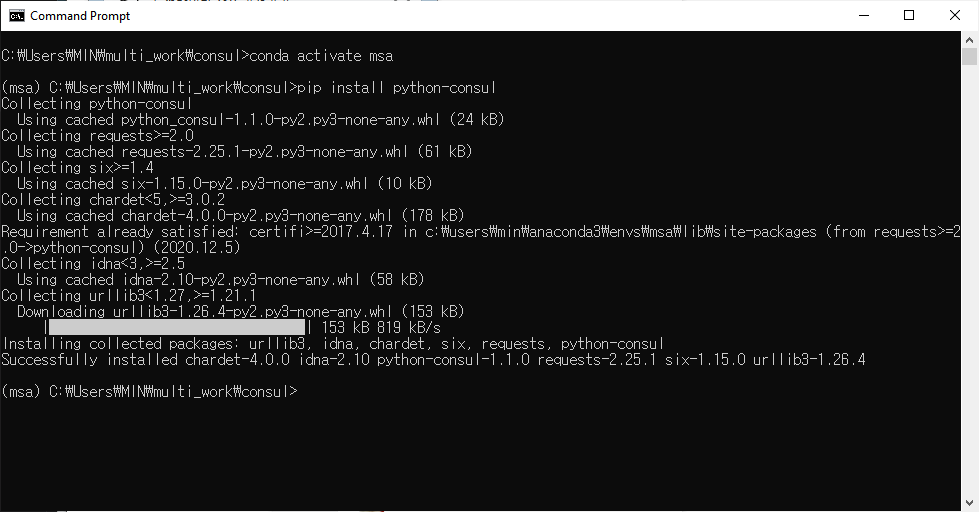 Command Prompt
C:₩Users₩MIN₩multi_work₩consul>conda activate msa
(msa) C:₩Users₩MIN₩multi_work₩consul>pip install python-consul
Collecting python-consul
  Using cached python_consul-1.1.0-py2.py3-none-any.whl (24 kB)
Collecting requests>=2.0
  Using cached requests-2.25.1-py2.py3-none-any.whl (61 kB)
Collecting six>=1.4
  Using cached six-1.15.0-py2.py3-none-any.whl (10 kB)
Collecting chardet<5,>=3.0.2
  Using cached chardet-4.0.0-py2.py3-none-any.whl (178 kB)
Requirement already satisfied: certifi>=2017.4.17 in c:₩users₩min₩anaconda3₩envs₩msa₩lib₩site-packages (from requests>=2
.0->python-consul) (2020.12.5)
Collecting idna<3,>=2.5
  Using cached idna-2.10-py2.py3-none-any.whl (58 kB)
Collecting urllib3<1.27,>=1.21.1
  Downloading urllib3-1.26.4-py2.py3-none-any.whl (153 kB)
     |████████████████████████████████| 153 kB 819 kB/s
Installing collected packages: urllib3, idna, chardet, six, requests, python-consul
Successfully installed chardet-4.0.0 idna-2.10 python-consul-1.1.0 requests-2.25.1 six-1.15.0 urllib3-1.26.4
(msa) C:₩Users₩MIN₩multi_work₩consul>